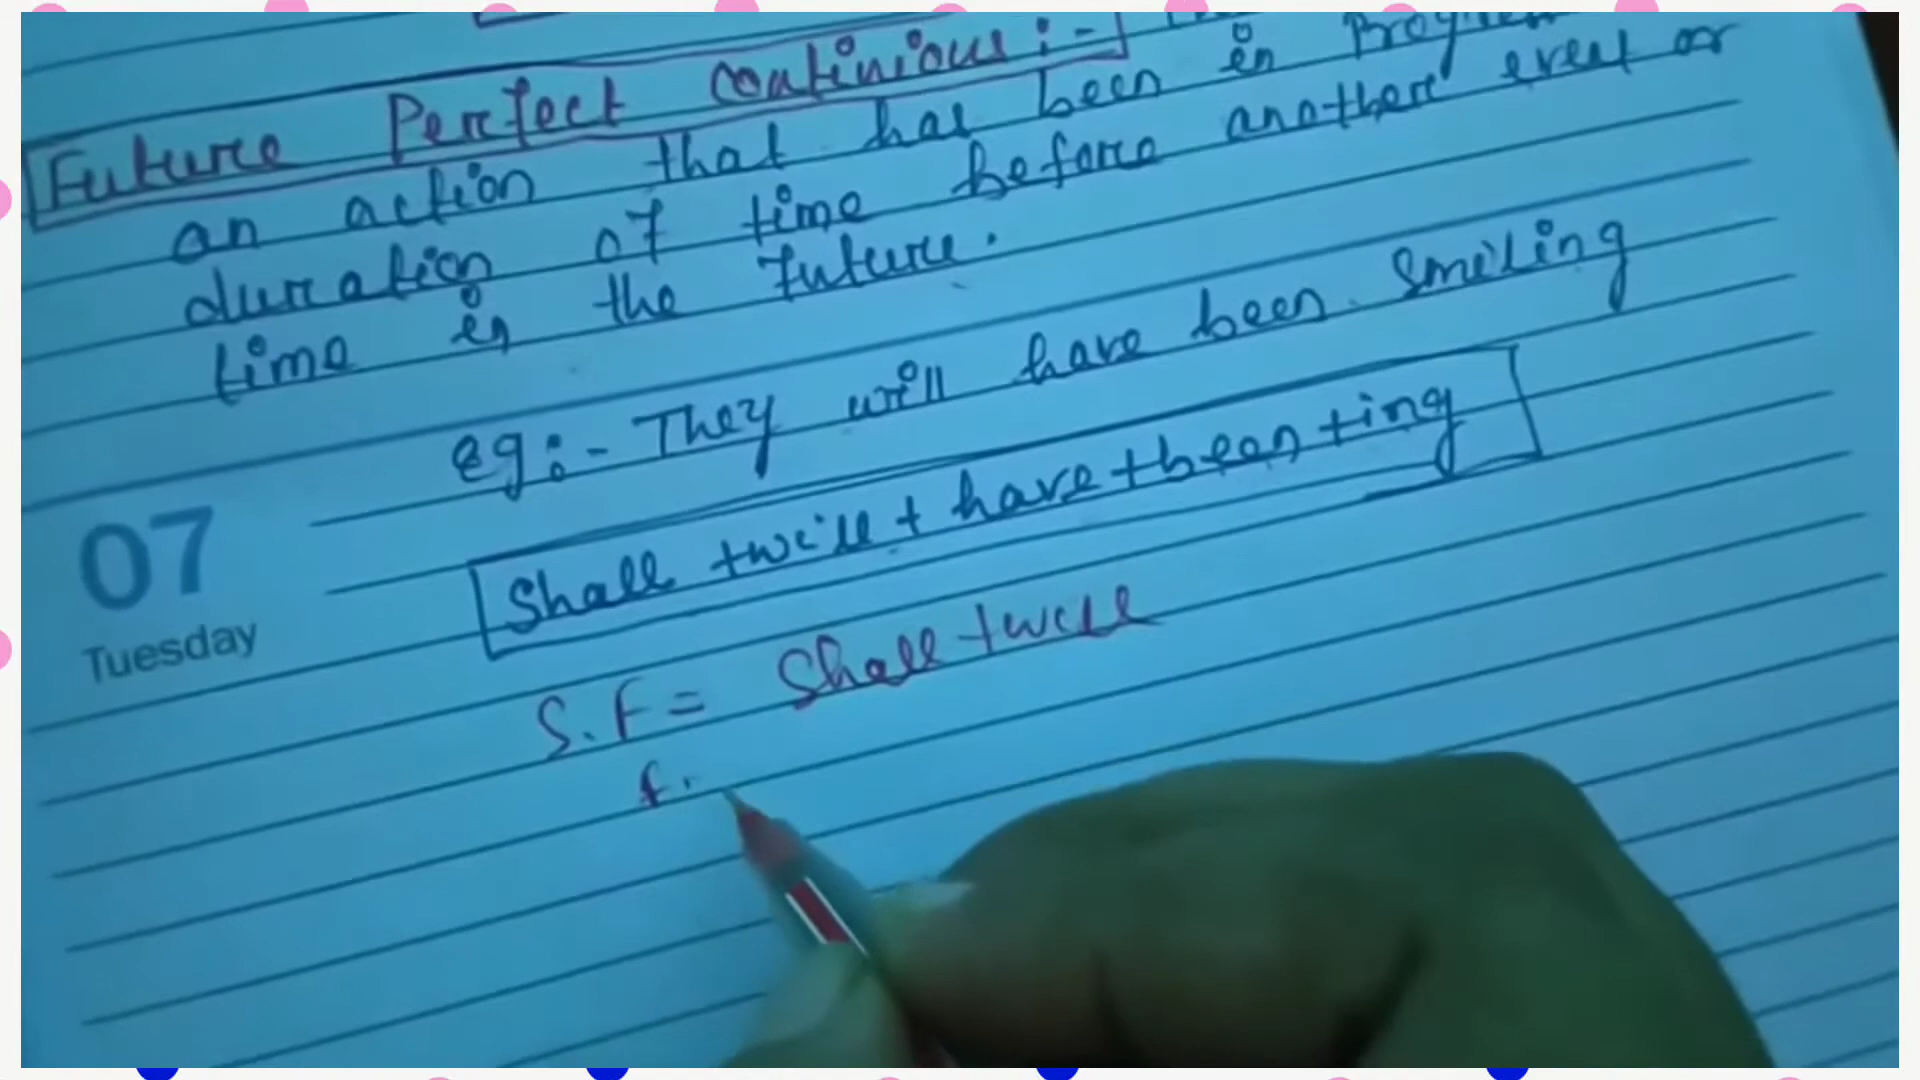 Future Perfect continious :-
an action that has been in Progress
duration of time before another event or
time in the future.
eg:- They will have been smiling
Shall + will + have + been + ing
07
Tuesday
S.F = Shall + will
f.